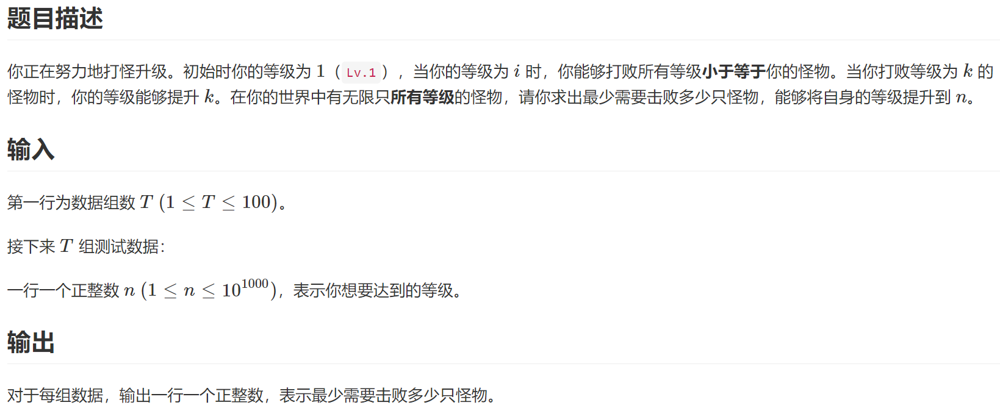 题目描述
你正在努力地打怪升级。初始时你的等级为 1（Lv.1），当你的等级为 i 时，你能够打败所有等级小于等于你的怪物。当你打败等级为 k 的
怪物时，你的等级能够提升 k。在你的世界中有无限只所有等级的怪物，请你求出最少需要击败多少只怪物，能够将自身的等级提升到 n。
输入
第一行为数据组数 T (1 ≤ T ≤ 100)。
接下来 T 组测试数据：
一行一个正整数 n (1 ≤ n ≤ 10^1000)，表示你想要达到的等级。
输出
对于每组数据，输出一行一个正整数，表示最少需要击败多少只怪物。